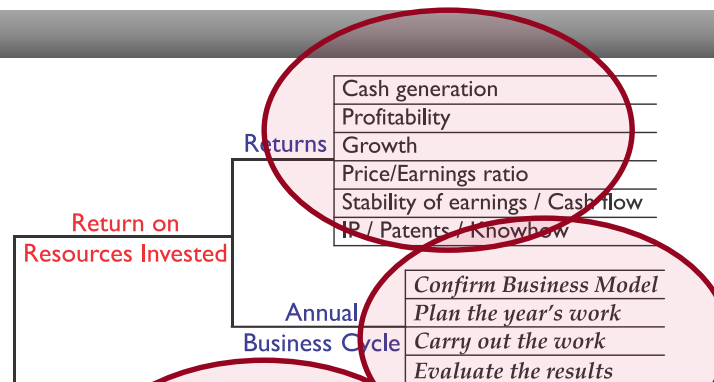 Cash generation
Profitability
Returns
Growth
Price/Earnings ratio
Stability of earnings / Cash flow
IP / Patents / Knowhow
Return on
Resources Invested
Confirm Business Model
Annual
Plan the year's work
Business Cycle
Carry out the work
Evaluate the results